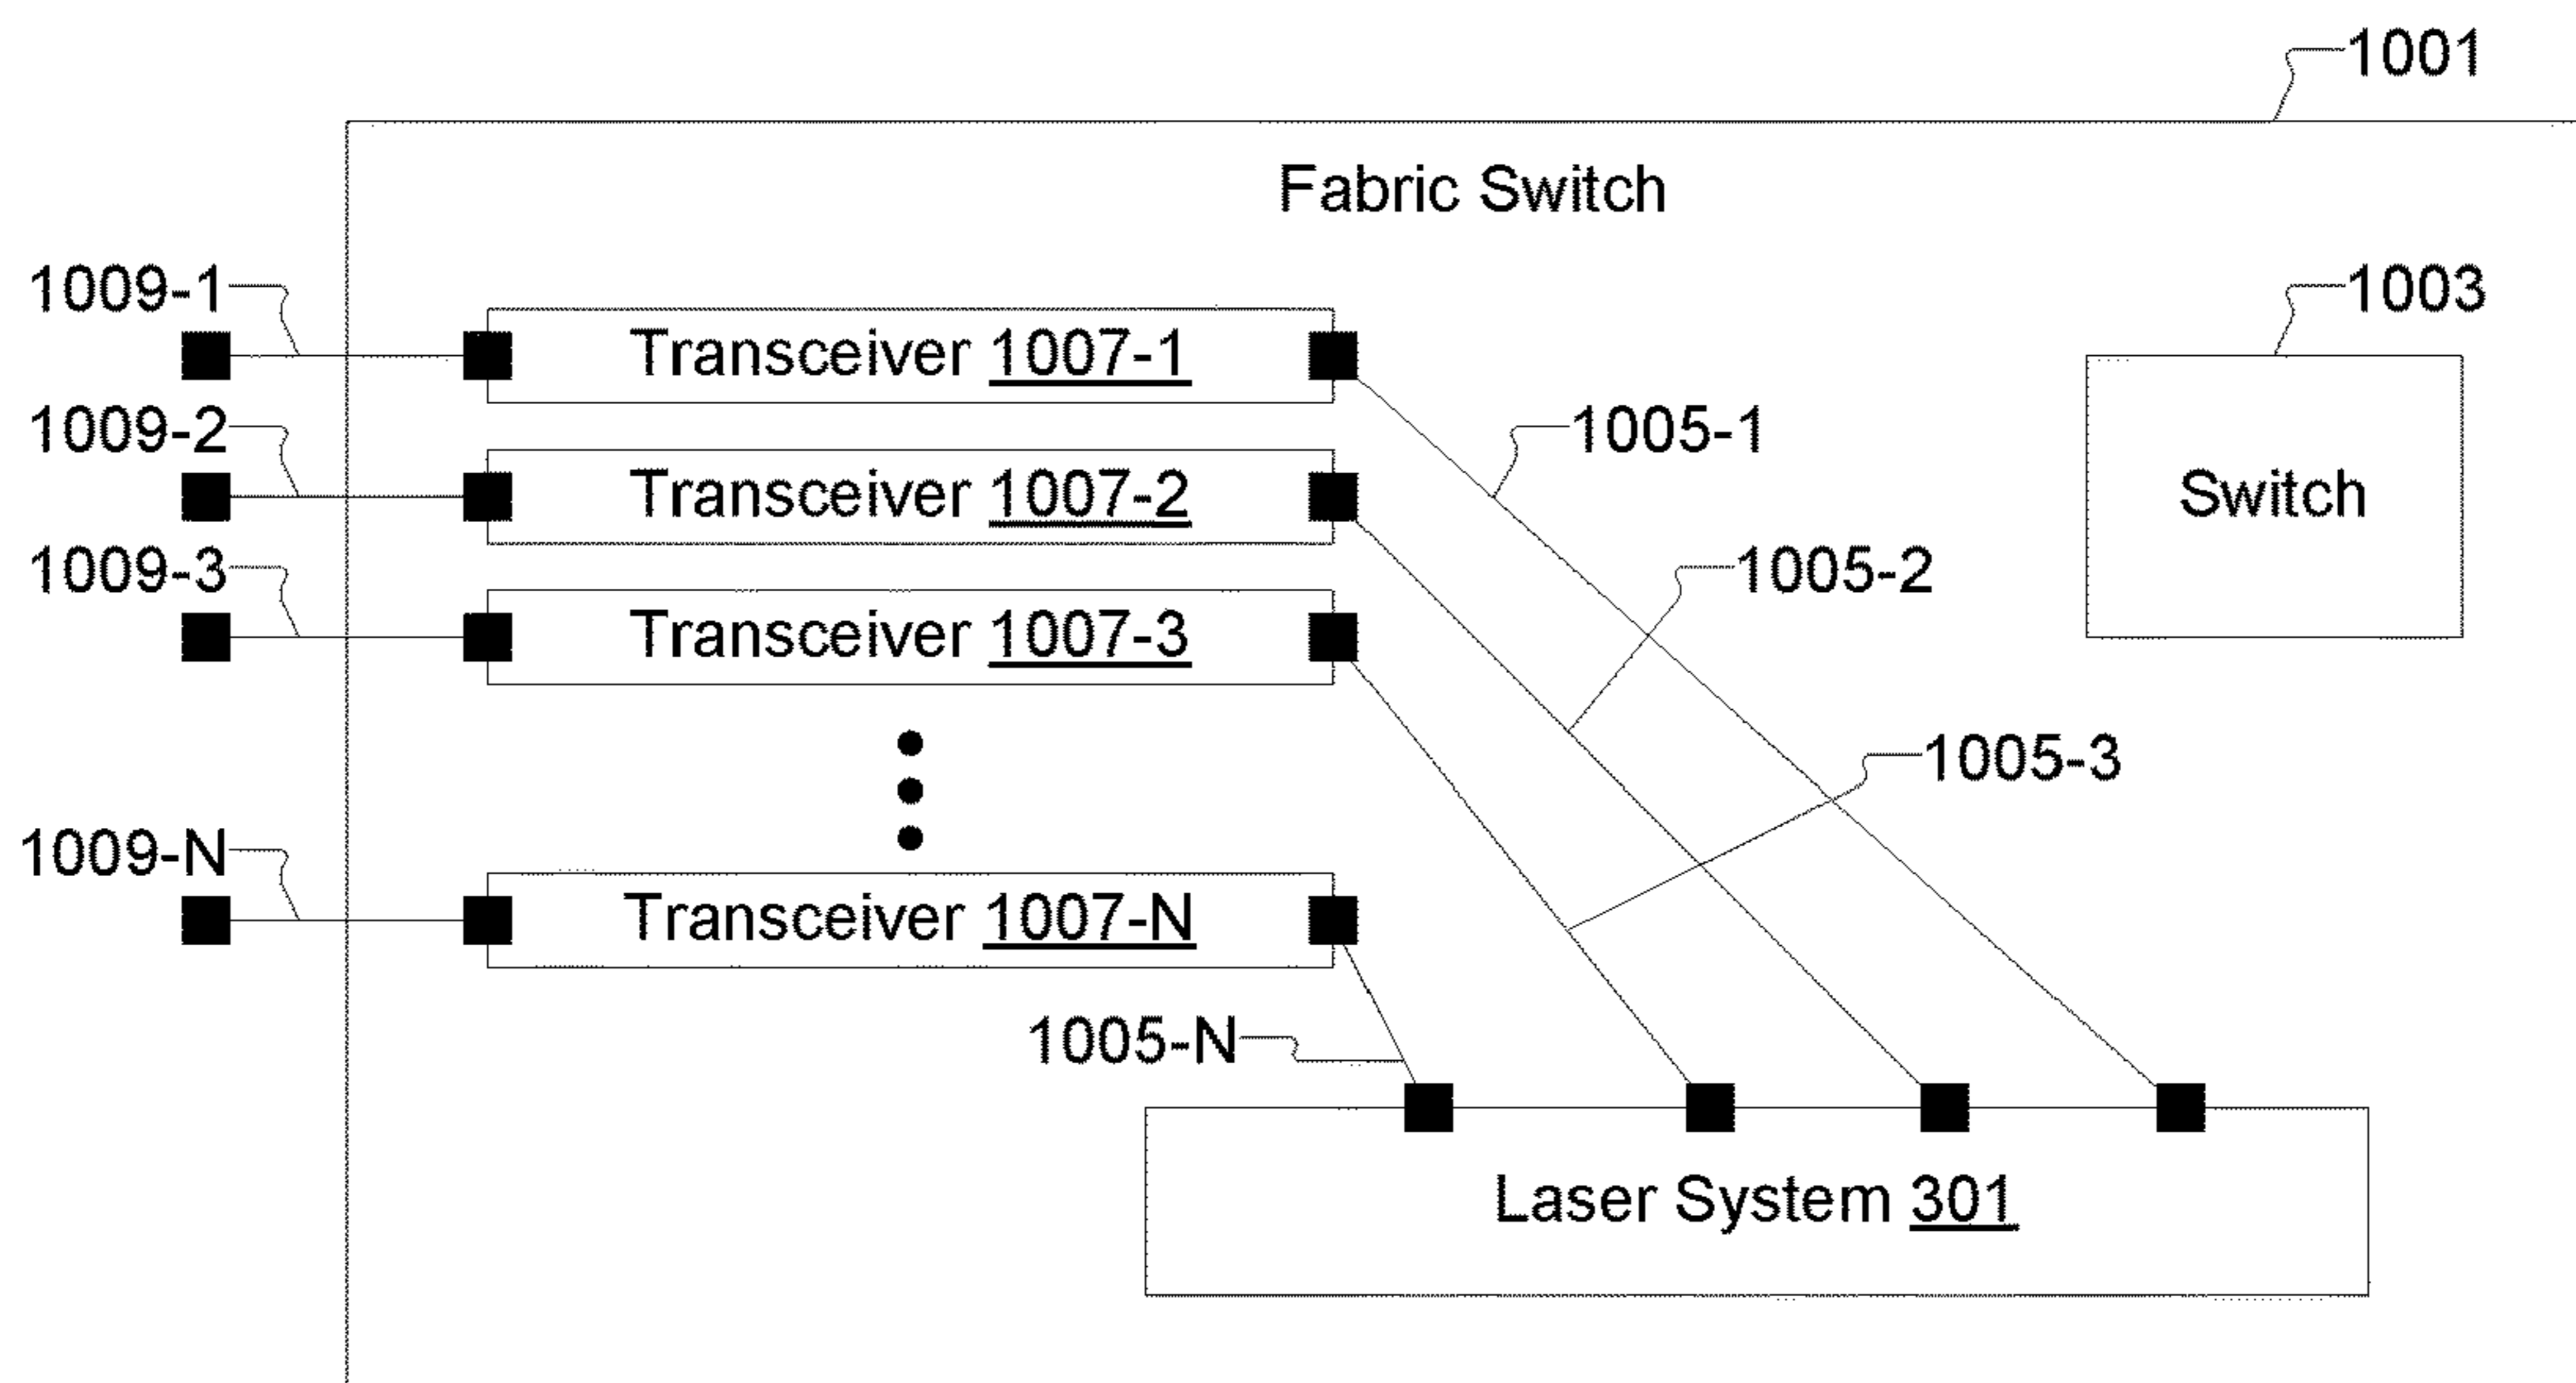 1001
Fabric Switch
1009-1
Transceiver 1007-1
1003
1009-2
Transceiver 1007-2
1005-1
Switch
1009-3
Transceiver 1007-3
1005-2
1005-3
1009-N
Transceiver 1007-N
1005-N
Laser System 301